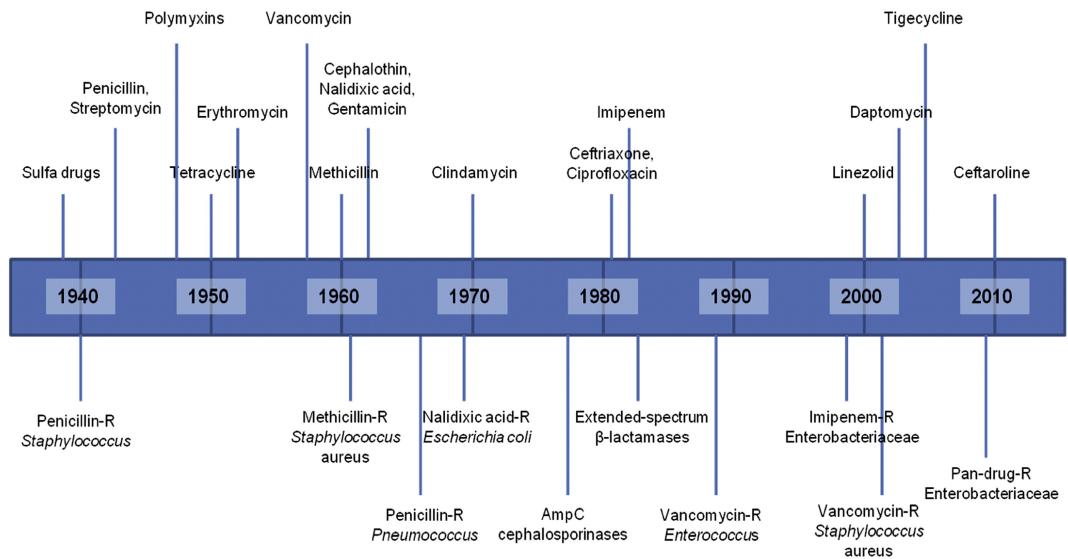 Polymyxins
Vancomycin
Tigecycline
Cephalothin,
Nalidixic acid,
Gentamicin
Penicillin,
Streptomycin
Erythromycin
Imipenem
Daptomycin
Ceftriaxone,
Ciprofloxacin
Sulfa drugs
Tetracycline
Methicillin
Clindamycin
Linezolid
Ceftaroline
1940
1950
1960
1970
1980
1990
2000
2010
Penicillin-R
Staphylococcus
Methicillin-R
Staphylococcus
aureus
Nalidixic acid-R
Escherichia coli
Extended-spectrum
β-lactamases
Imipenem-R
Enterobacteriaceae
Pan-drug-R
Enterobacteriaceae
Penicillin-R
Pneumococcus
AmpC
cephalosporinases
Vancomycin-R
Enterococcus
Vancomycin-R
Staphylococcus
aureus